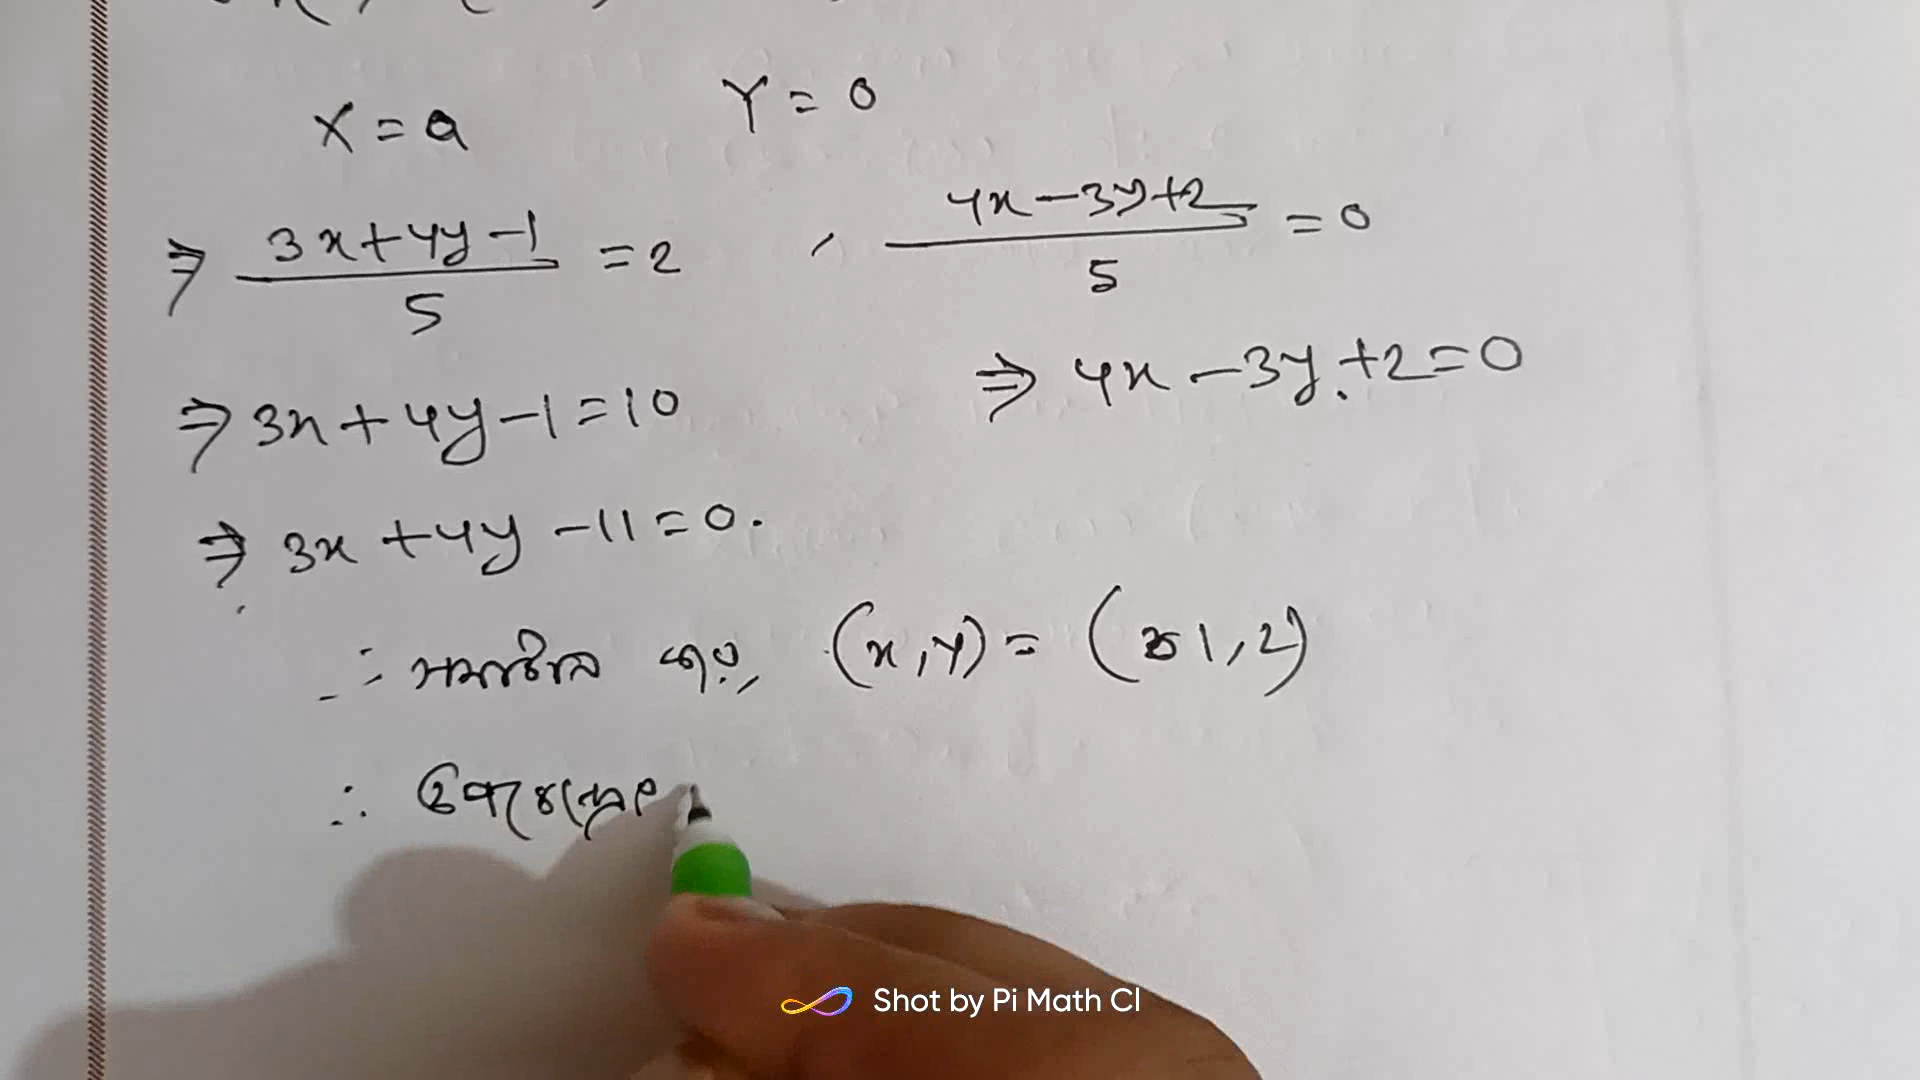 X = a          Y = 0
⇒ (3x+4y-1)/5 = 2 , (4x-3y+2)/5 = 0
⇒ 3x+4y-1=10          ⇒ 4x-3y+2=0
⇒ 3x+4y-11=0.
∴ সমাধান করে, (x,y) = (1,2)
∴
Shot by Pi Math Cl